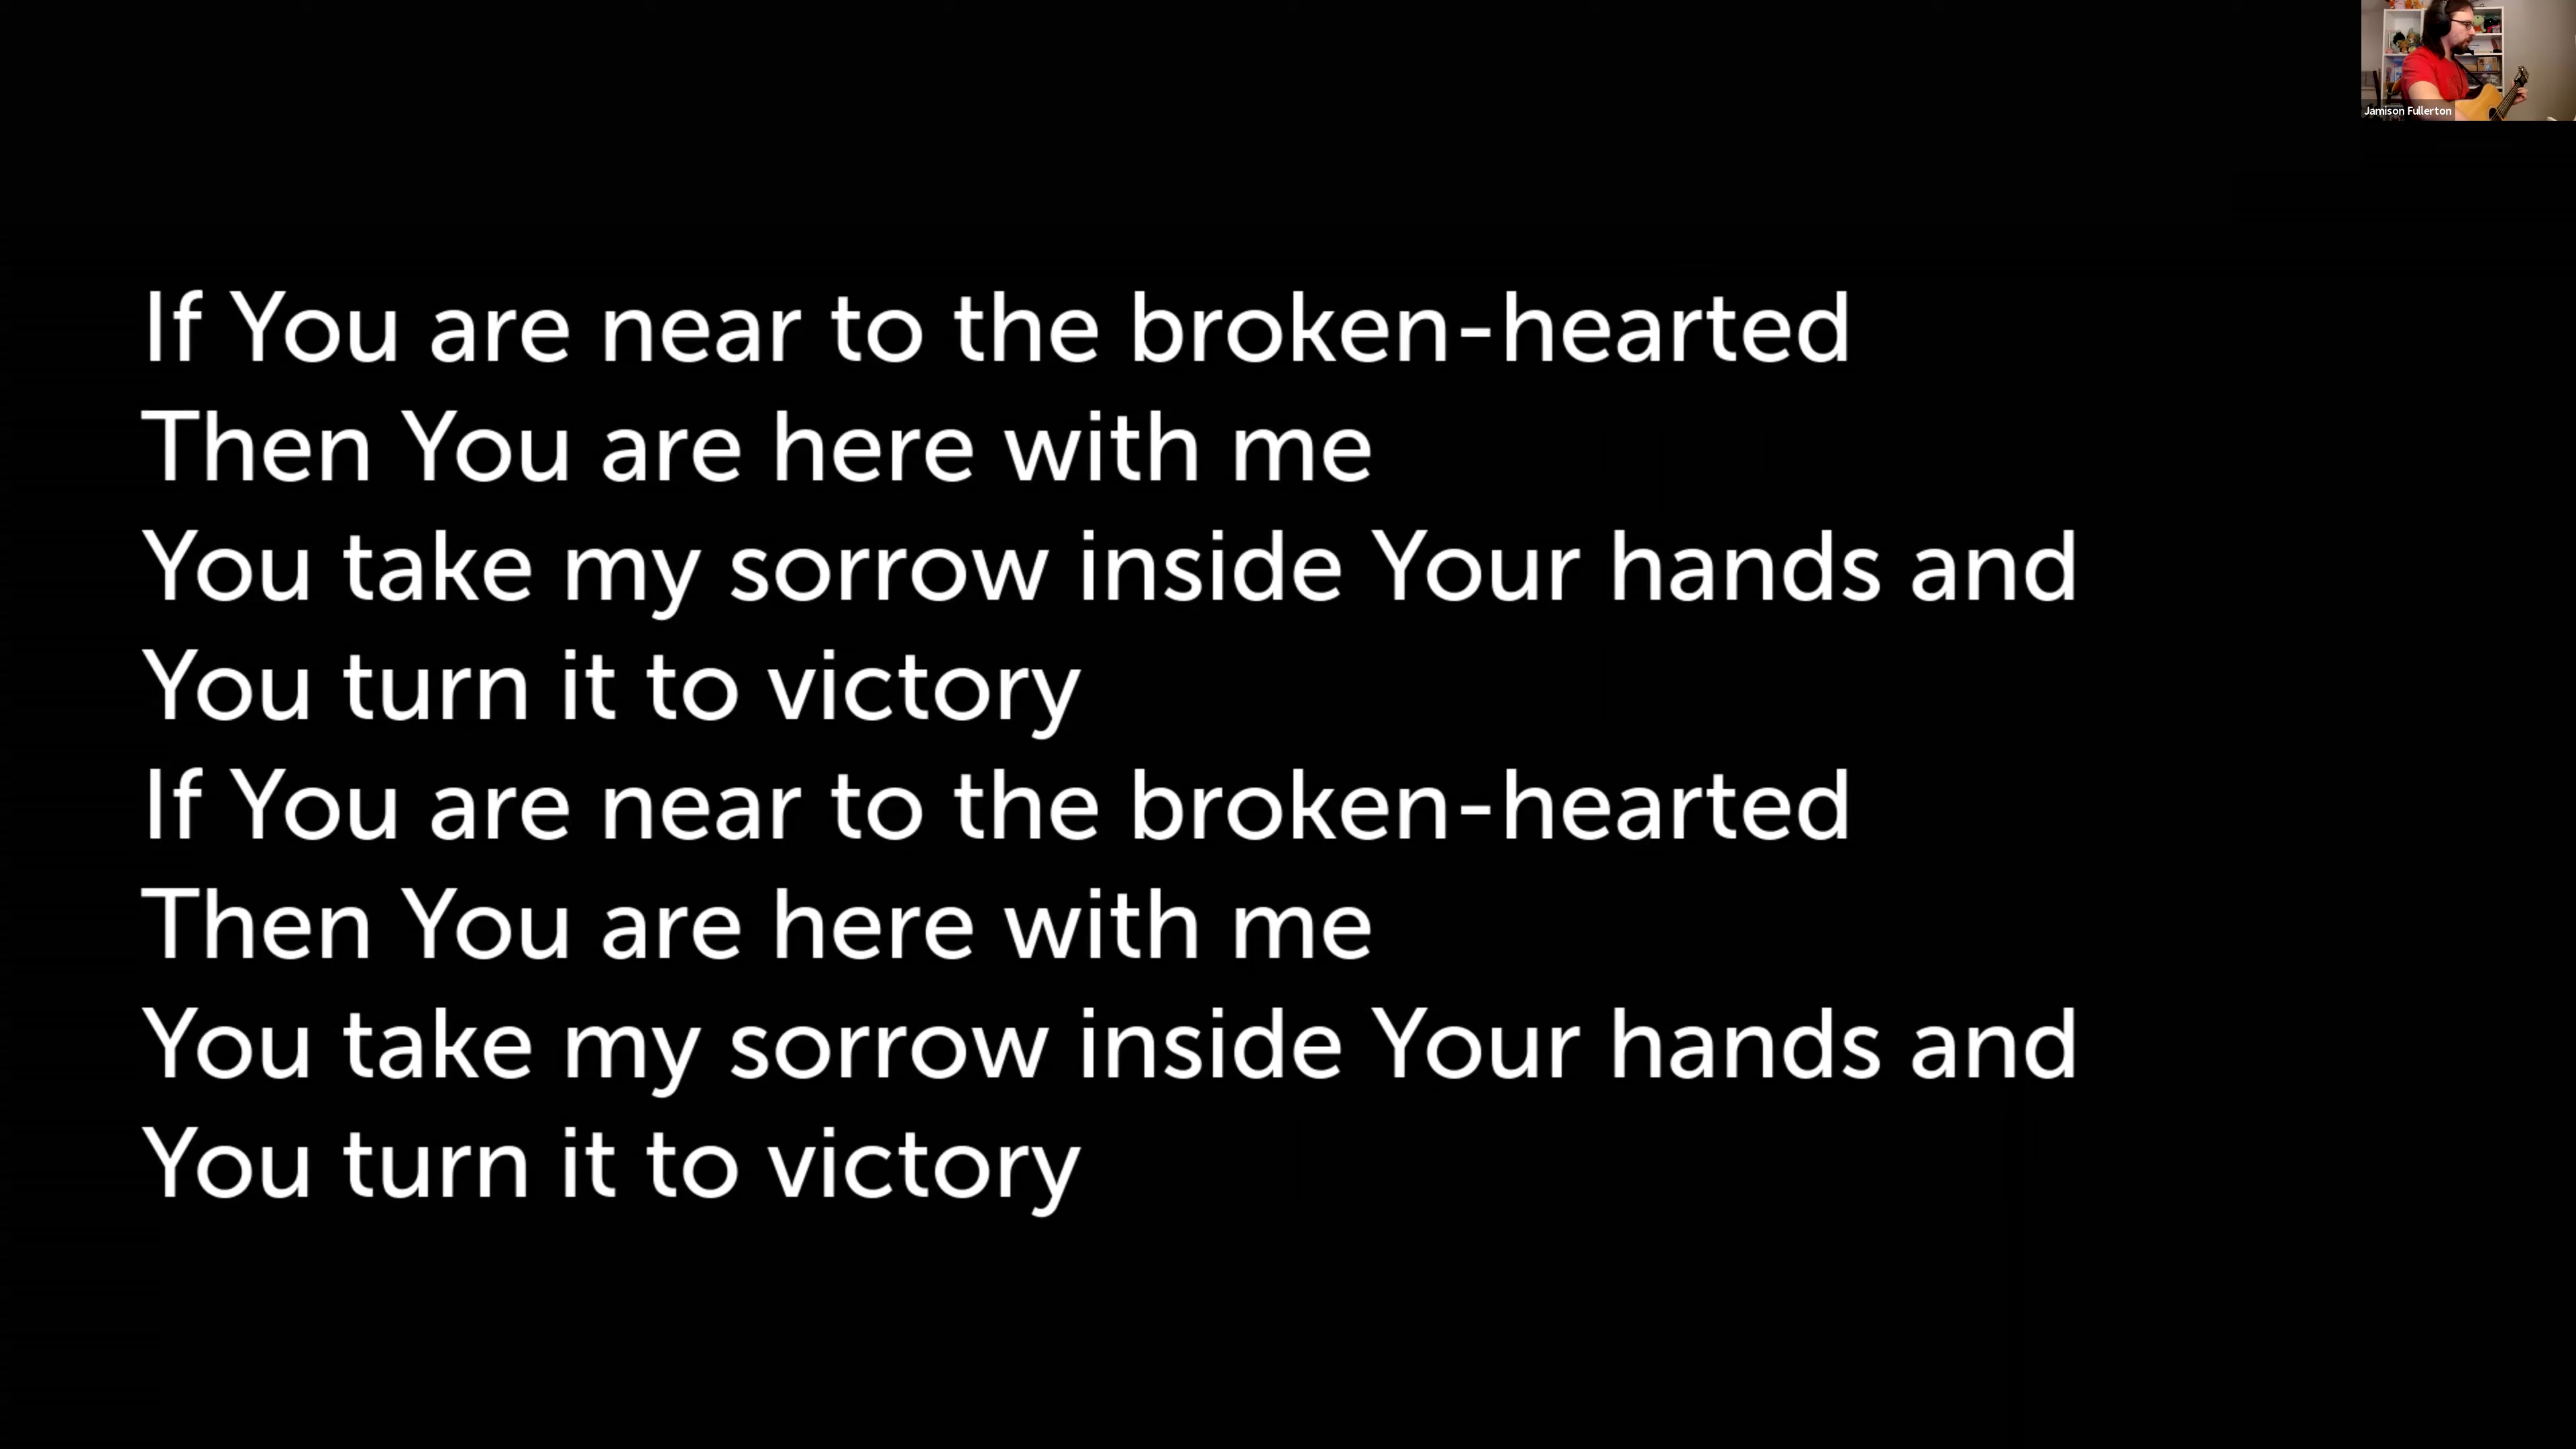 Jamison Fullerton
If You are near to the broken-hearted
Then You are here with me
You take my sorrow inside Your hands and
You turn it to victory
If You are near to the broken-hearted
Then You are here with me
You take my sorrow inside Your hands and
You turn it to victory